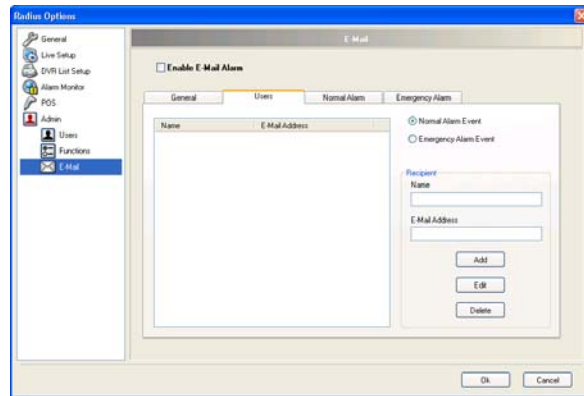 Radius Options
General
Live Setup
DVR List Setup
Alarm Monitor
POS
Admin
Users
Functions
E-Mail
E-Mail
Enable E-Mail Alarm
General
Users
Normal Alarm
Emergency Alarm
Name
E-Mail Address
Normal Alarm Event
Emergency Alarm Event
Recipient
Name
E-Mail Address
Add
Edit
Delete
Ok
Cancel